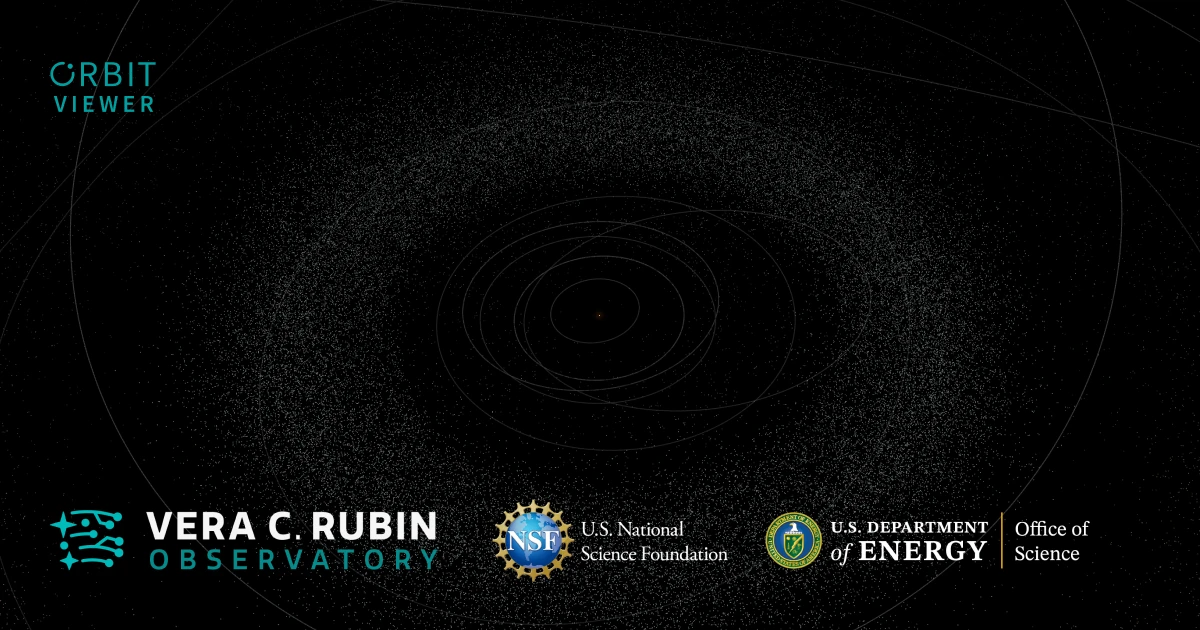 ORBIT
VIEWER
VERA C. RUBIN
OBSERVATORY
NSF
U.S. National
Science Foundation
U.S. DEPARTMENT
of ENERGY
Office of
Science